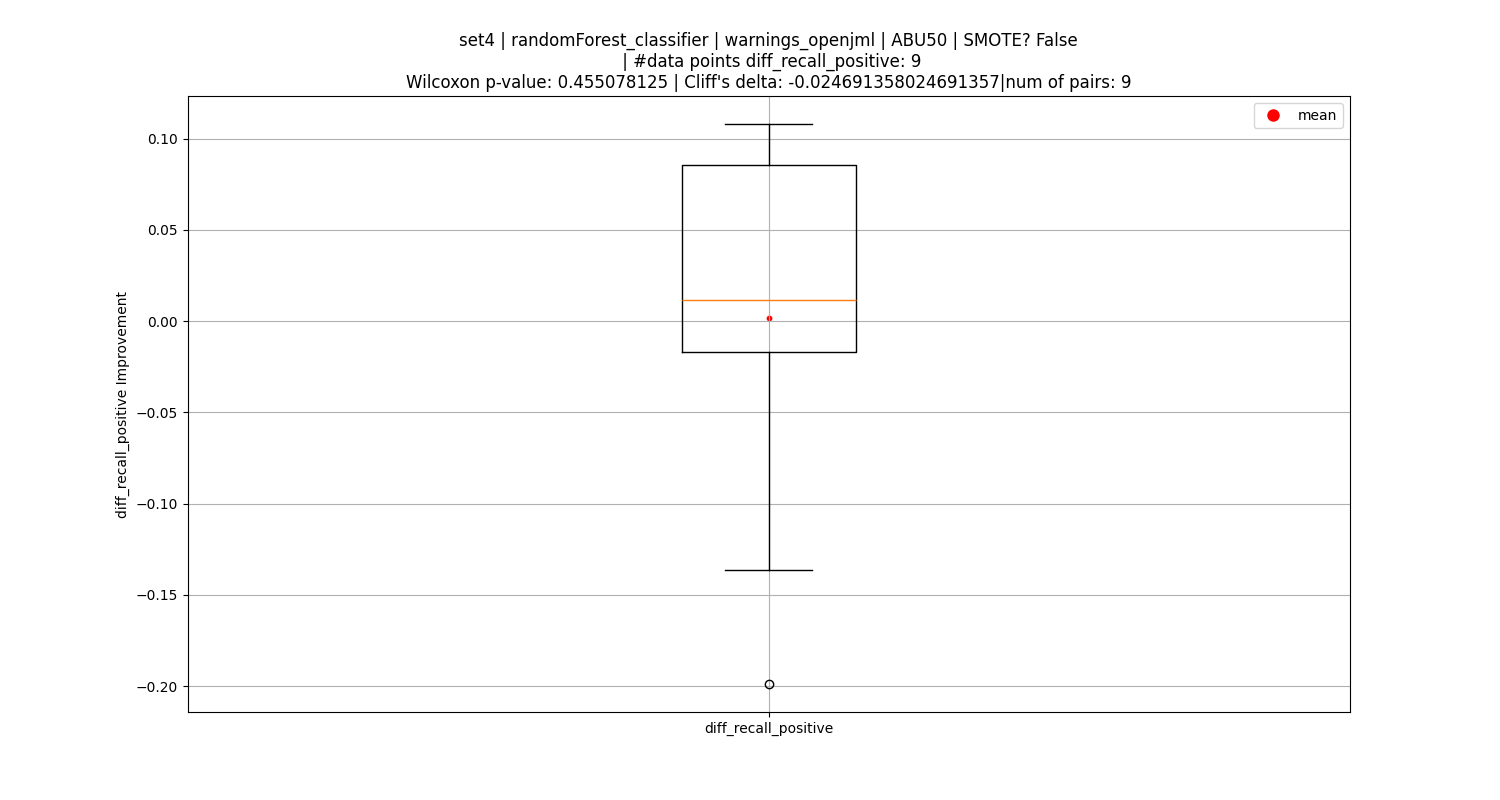 set4 | randomForest_classifier | warnings_openjml | ABU50 | SMOTE? False
| #data points diff_recall_positive: 9
Wilcoxon p-value: 0.455078125 | Cliff's delta: -0.024691358024691357|num of pairs: 9
mean
0.10
0.05
0.00
−0.05
−0.10
−0.15
−0.20
diff_recall_positive Improvement
diff_recall_positive